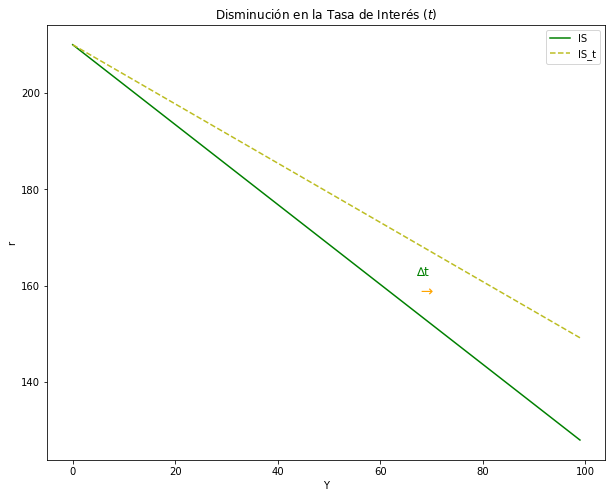 Disminución en la Tasa de Interés (t)
IS
IS_t
200
180
160
140
r
Δt
→
0
20
40
60
80
100
Y